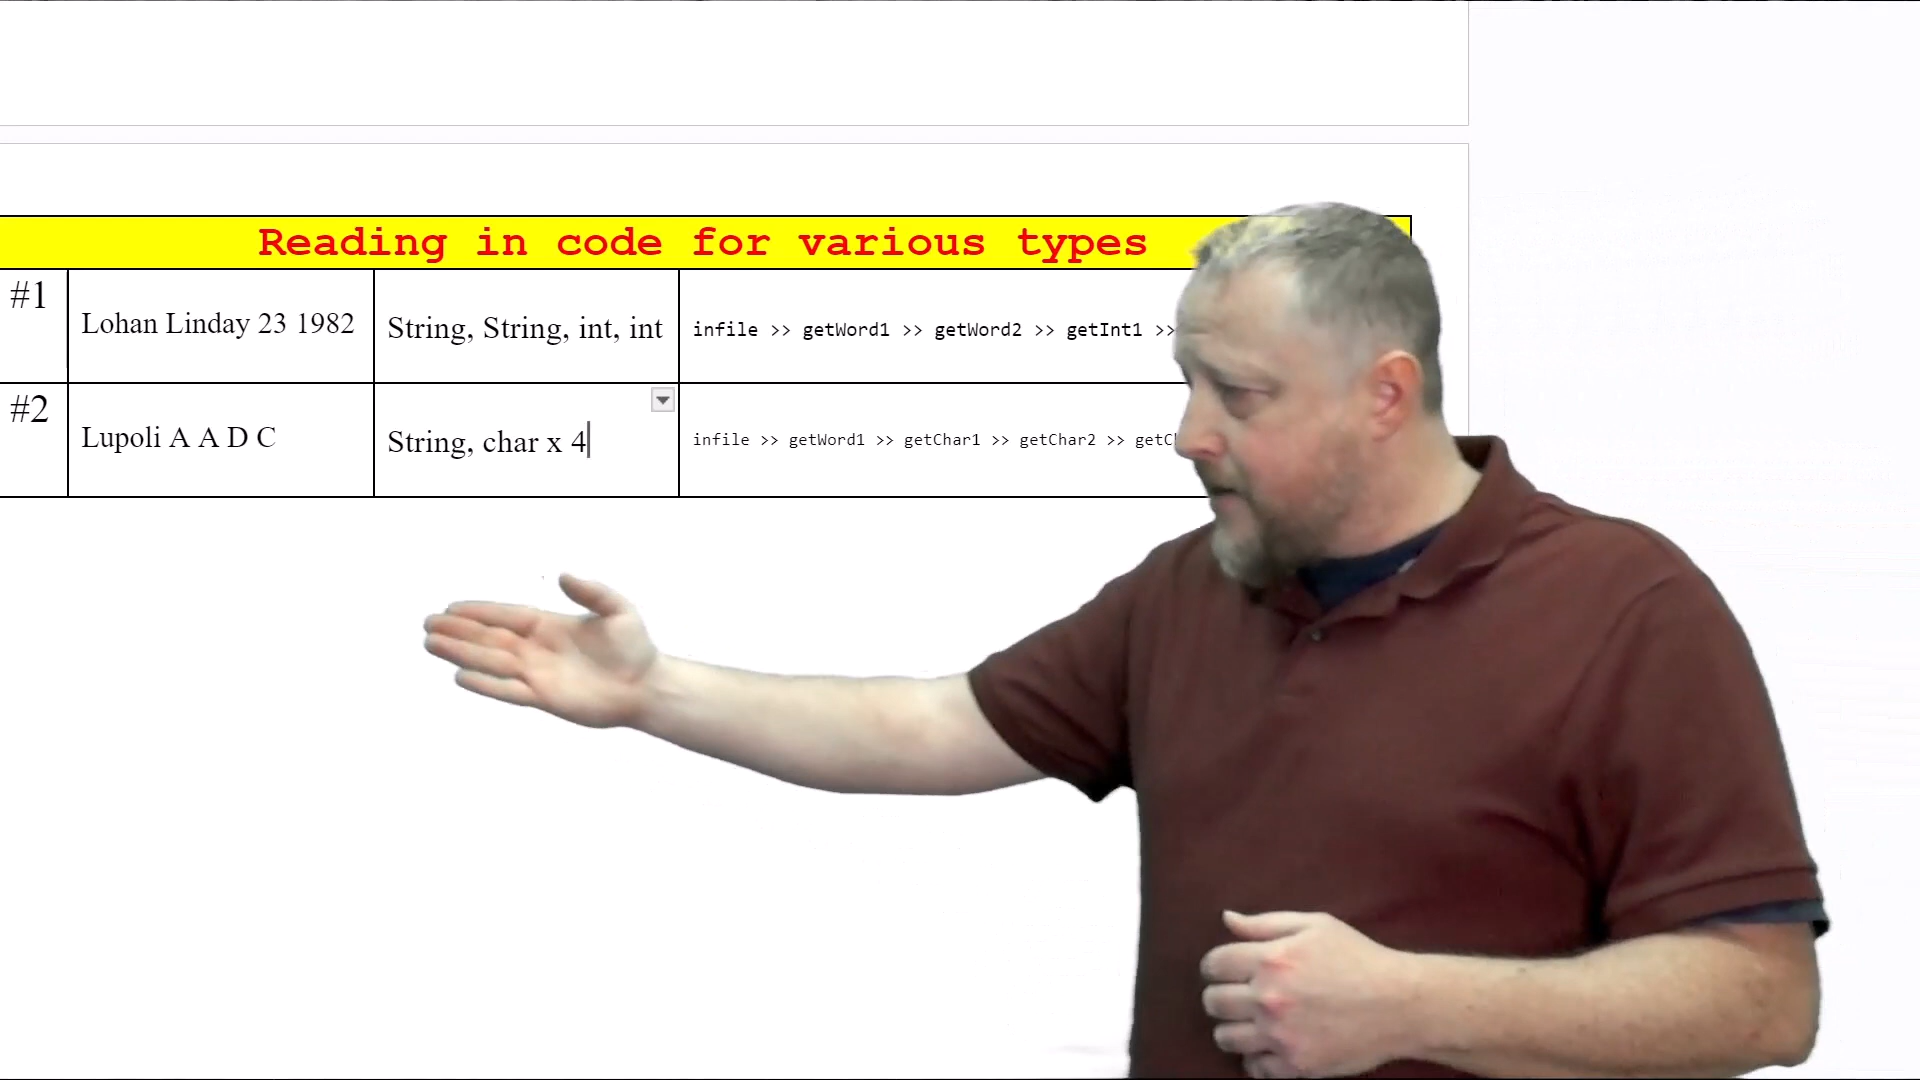 Reading in code for various types
#1
Lohan Linday 23 1982
String, String, int, int
infile >> getWord1 >> getWord2 >> getInt1 >>
#2
Lupoli A A D C
String, char x 4
infile >> getWord1 >> getChar1 >> getChar2 >>